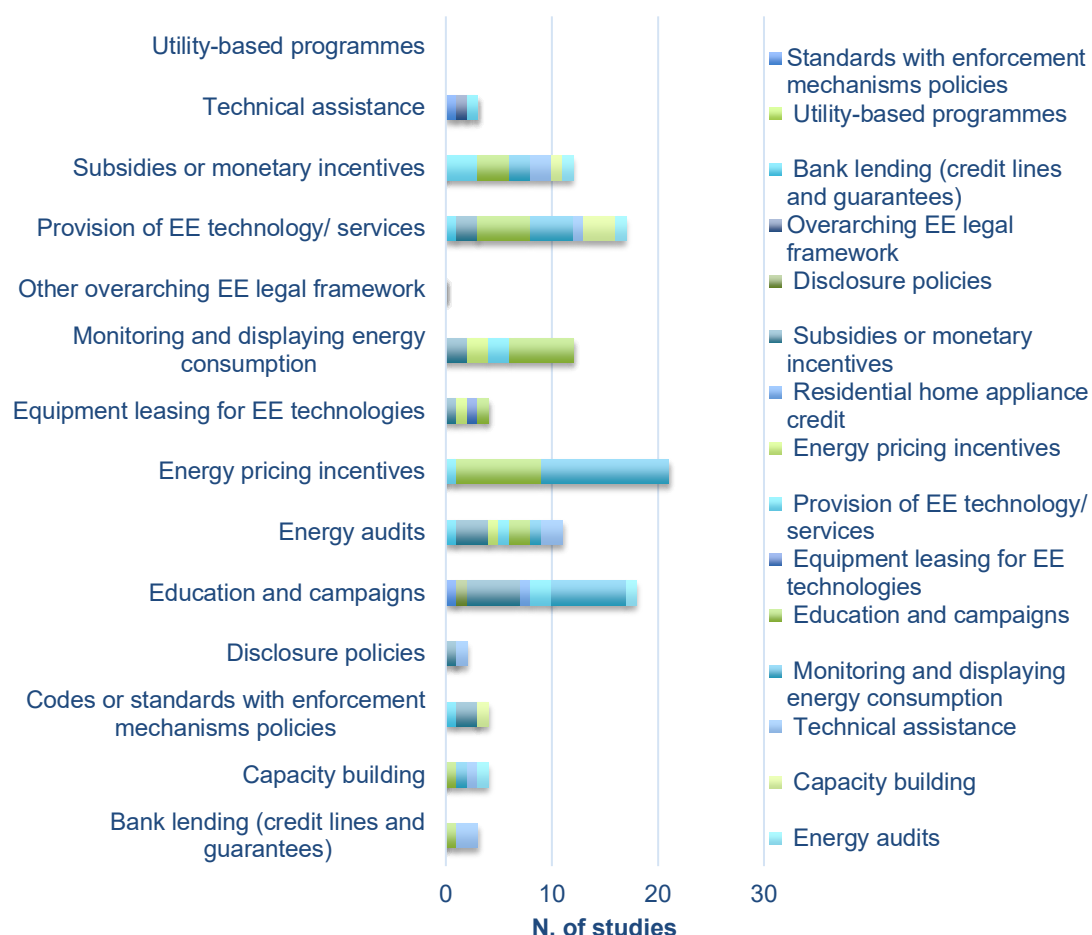 Utility-based programmes
Technical assistance
Subsidies or monetary incentives
Provision of EE technology/ services
Other overarching EE legal framework
Monitoring and displaying energy
consumption
Equipment leasing for EE technologies
Energy pricing incentives
Energy audits
Education and campaigns
Disclosure policies
Codes or standards with enforcement
mechanisms policies
Capacity building
Bank lending (credit lines and
guarantees)
0 10 20 30
N. of studies
Standards with enforcement
mechanisms policies
Utility-based programmes
Bank lending (credit lines
and guarantees)
Overarching EE legal
framework
Disclosure policies
Subsidies or monetary
incentives
Residential home appliance
credit
Energy pricing incentives
Provision of EE technology/
services
Equipment leasing for EE
technologies
Education and campaigns
Monitoring and displaying
energy consumption
Technical assistance
Capacity building
Energy audits